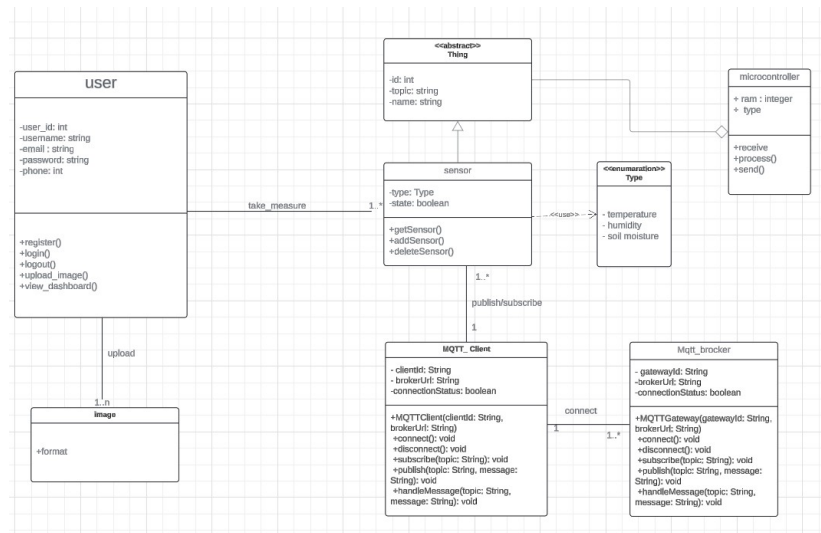 <<abstract>>
Thing
-id: int
-topic: string
-name: string
microcontroller
+ ram : integer
+ type
+receive
+process()
+send()
user
-user_id: int
-username: string
-email : string
-password: string
-phone: int
+register()
+login()
+logout()
+upload_image()
+view_dashboard()
take_measure
1..*
sensor
-type: Type
-state: boolean
+getSensor()
+addSensor()
+deleteSensor()
<<use>>
<<enumaration>>
Type
- temperature
- humidity
- soil moisture
1..*
publish/subscribe
1
upload
1..n
image
+format
MQTT_ Client
- clientId: String
- brokerUrl: String
-connectionStatus: boolean
+MQTTClient(clientId: String,
brokerUrl: String)
+connect(): void
+disconnect(): void
+subscribe(topic: String): void
+publish(topic: String, message:
String): void
+handleMessage(topic: String,
message: String): void
connect
1
1..*
Mqtt_brocker
- gatewayId: String
-brokerUrl: String
-connectionStatus: boolean
+MQTTGateway(gatewayId: String,
brokerUrl: String)
+connect(): void
+disconnect(): void
+subscribe(topic: String): void
+publish(topic: String, message:
String): void
+handleMessage(topic: String,
message: String): void